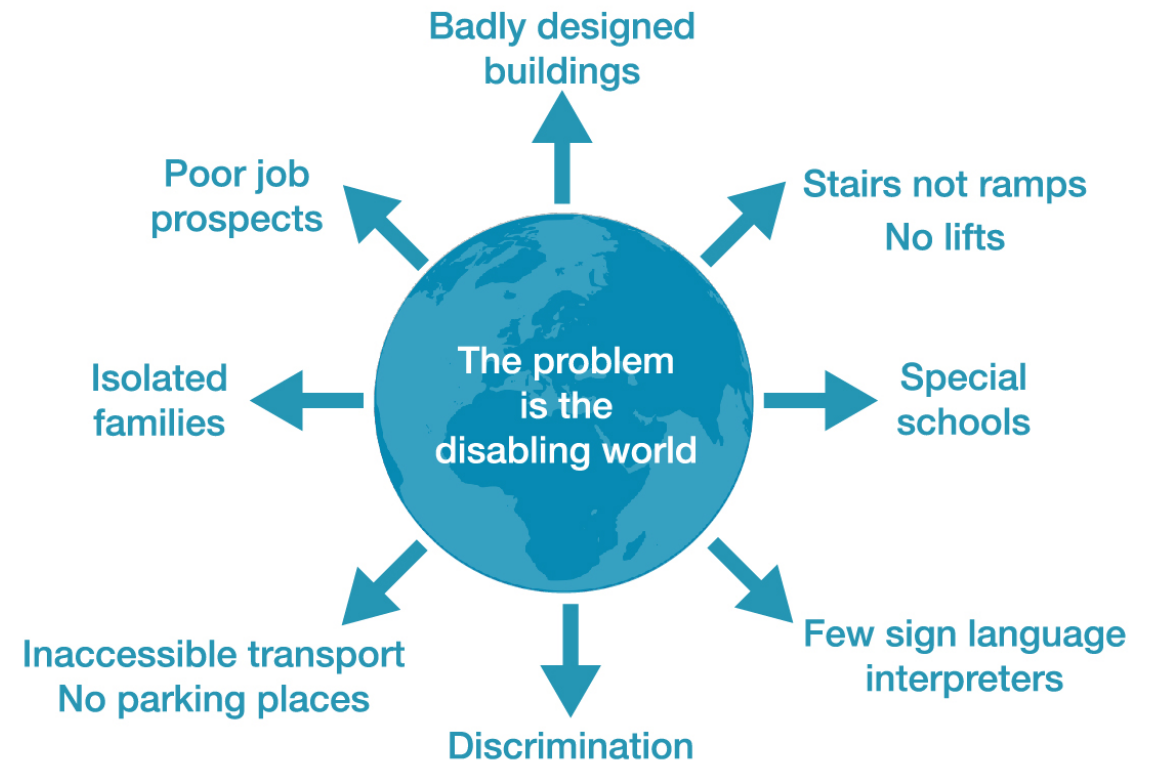 Badly designed
buildings
Poor job
prospects
Stairs not ramps
No lifts
Isolated
families
The problem
is the
disabling world
Special
schools
Inaccessible transport
No parking places
Few sign language
interpreters
Discrimination